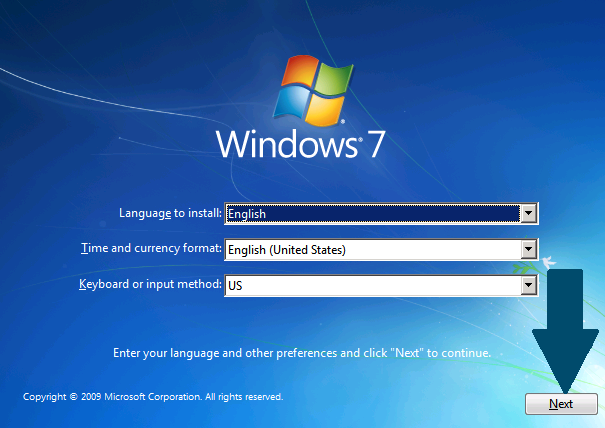 Windows® 7
Language to install: English
Time and currency format: English (United States)
Keyboard or input method: US
Enter your language and other preferences and click "Next" to continue.
Copyright © 2009 Microsoft Corporation. All rights reserved.
Next